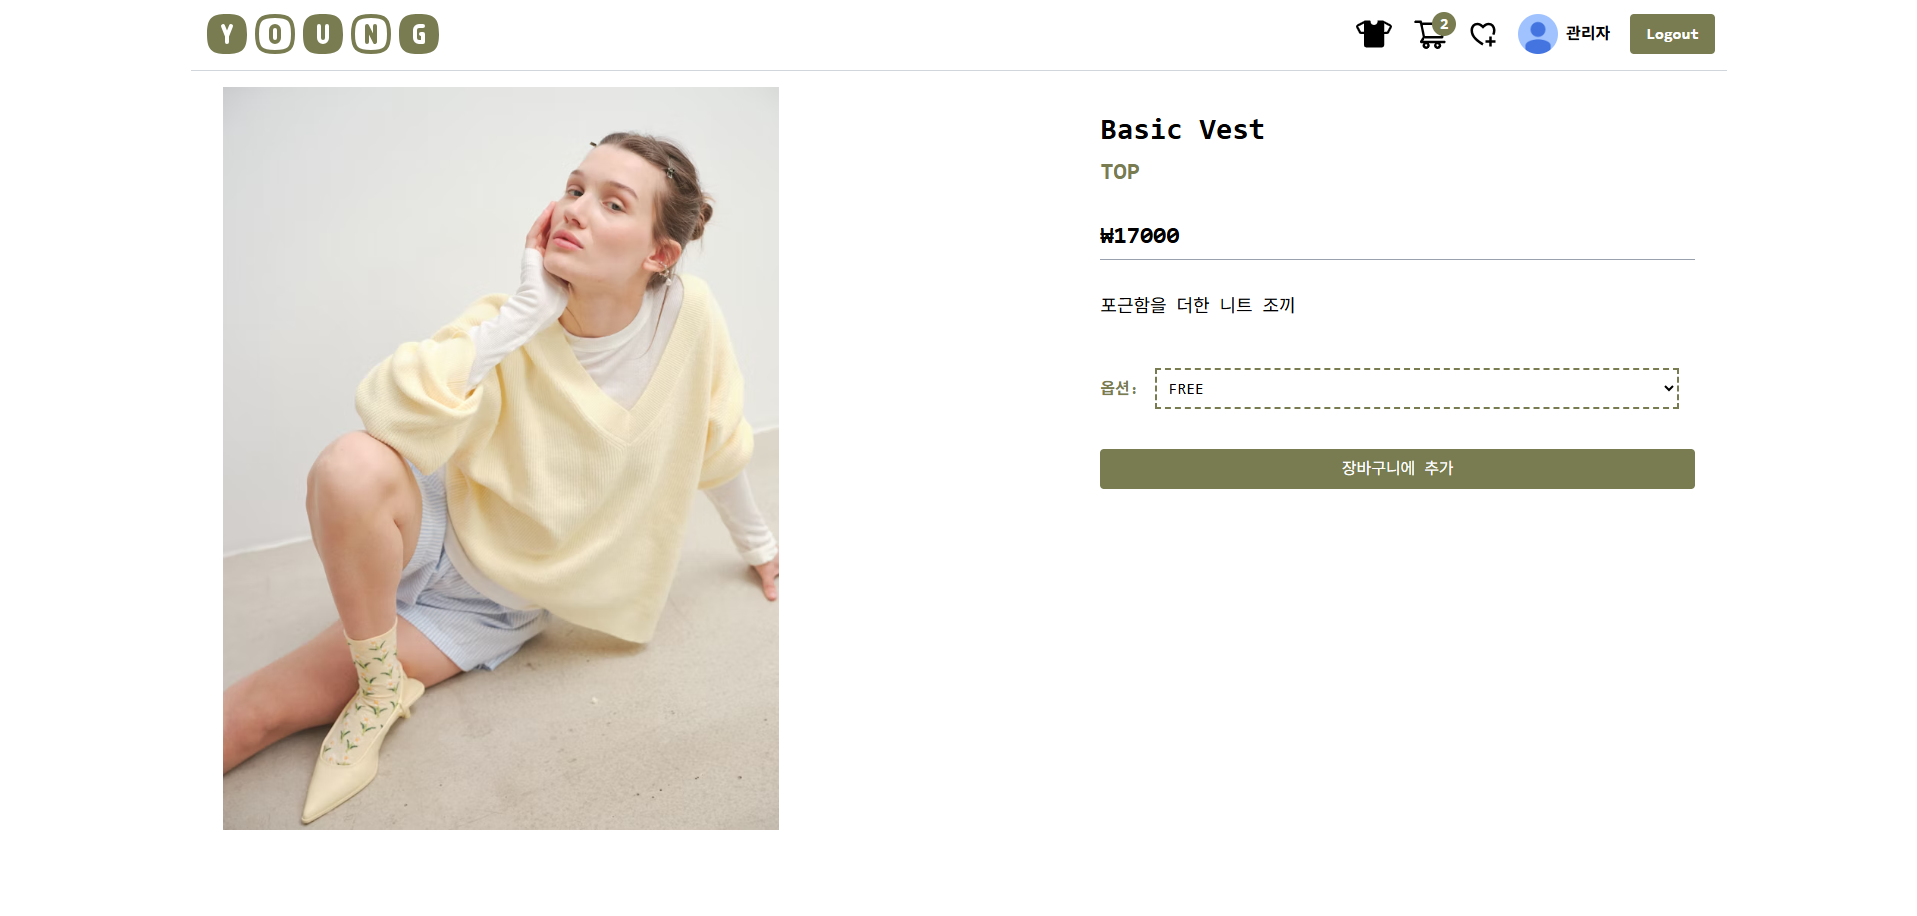 YOUNG
2
관리자
Logout
Basic Vest
TOP
₩17000
포근함을 더한 니트 조끼
옵션:
FREE
장바구니에 추가